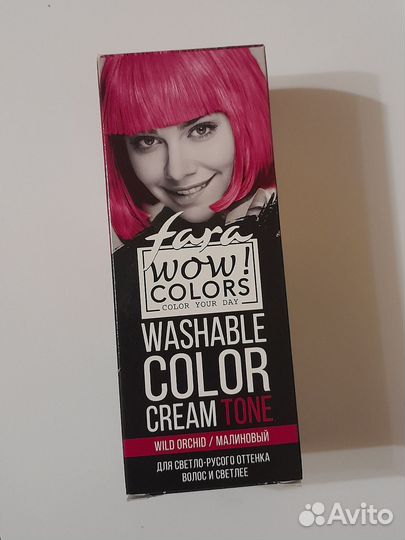 fara
WOW!
COLORS
COLOR YOUR DAY
WASHABLE
COLOR
CREAM TONE
WILD ORCHID / МАЛИНОВЫЙ
ДЛЯ СВЕТЛО-РУСОГО ОТТЕНКА
ВОЛОС И СВЕТЛЕЕ
Avito